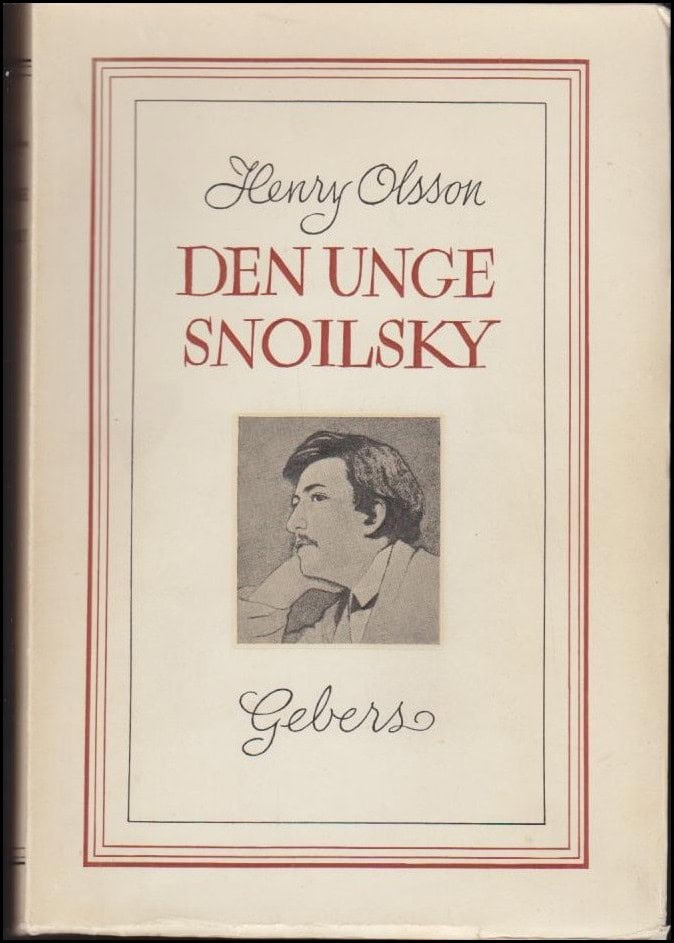 Henry Olsson
DEN UNGE
SNOILSKY
Gebers